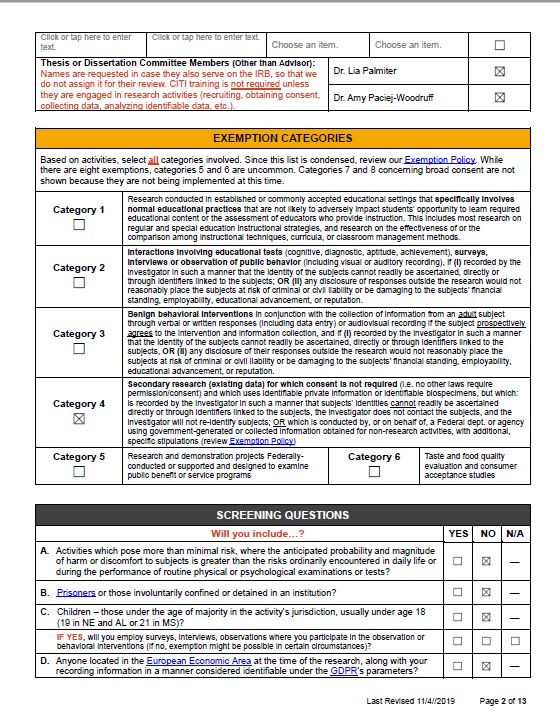 Click or tap here to enter
text.
Click or tap here to enter text.
Choose an item.
Choose an item.
☐
Thesis or Dissertation Committee Members (Other than Advisor):
Names are requested in case they also serve on the IRB, so that we
do not assign it for their review. CITI training is not required unless
they are engaged in research activities (recruiting, obtaining consent,
collecting data, analyzing identifiable data, etc.).
Dr. Lia Palmiter
☒
Dr. Amy Paciej-Woodruff
☒
EXEMPTION CATEGORIES
Based on activities, select all categories involved. Since this list is condensed, review our Exemption Policy. While
there are eight exemptions, categories 5 and 6 are uncommon. Categories 7 and 8 concerning broad consent are not
shown because they are not being implemented at this time.
Category 1
☐
Research conducted in established or commonly accepted educational settings that specifically involves
normal educational practices that are not likely to adversely impact students' opportunity to learn required
educational content or the assessment of educators who provide instruction. This includes most research on
regular and special education instructional strategies, and research on the effectiveness of or the
comparison among instructional techniques, curricula, or classroom management methods.
Category 2
☐
Interactions involving educational tests (cognitive, diagnostic, aptitude, achievement), surveys,
interviews or observation of public behavior (including visual or auditory recording), if (i) recorded by the
investigator in such a manner that the identity of the subjects cannot readily be ascertained, directly or
through identifiers linked to the subjects; OR (ii) any disclosure of responses outside the research would not
reasonably place the subjects at risk of criminal or civil liability or be damaging to the subjects' financial
standing, employability, educational advancement, or reputation.
Category 3
☐
Benign behavioral interventions in conjunction with the collection of information from an adult subject
through verbal or written responses (including data entry) or audiovisual recording if the subject prospectively
agrees to the intervention and information collection, and if (i) recorded by the investigator in such a manner
that the identity of the subjects cannot readily be ascertained, directly or through identifiers linked to the
subjects, OR (ii) any disclosure of their responses outside the research would not reasonably place the
subjects at risk of criminal or civil liability or be damaging to the subjects' financial standing, employability,
educational advancement, or reputation.
Category 4
☒
Secondary research (existing data) for which consent is not required (i.e. no other laws require
permission/consent) and which uses identifiable private information or identifiable biospecimens, but which:
is recorded by the investigator in such a manner that subjects' identities cannot readily be ascertained
directly or through identifiers linked to the subjects, the investigator does not contact the subjects, and the
investigator will not re-identify subjects; OR which is conducted by, or on behalf of, a Federal dept. or agency
using government-generated or collected information obtained for non-research activities, with additional,
specific stipulations (review Exemption Policy)
Category 5
☐
Research and demonstration projects Federally-
conducted or supported and designed to examine
public benefit or service programs
Category 6
☐
Taste and food quality
evaluation and consumer
acceptance studies
SCREENING QUESTIONS
Will you include…? YES NO N/A
A. Activities which pose more than minimal risk, where the anticipated probability and magnitude
of harm or discomfort to subjects is greater than the risks ordinarily encountered in daily life or
during the performance of routine physical or psychological examinations or tests?
☐ ☒ —
B. Prisoners or those involuntarily confined or detained in an institution? ☐ ☒ —
C. Children – those under the age of majority in the activity's jurisdiction, usually under age 18
(19 in NE and AL or 21 in MS)?
☐ ☒ —
IF YES, will you employ surveys, interviews, observations where you participate in the observation or
behavioral interventions (if no, exemption might be possible in certain circumstances)?
☐ ☐ ☐
D. Anyone located in the European Economic Area at the time of the research, along with your
recording information in a manner considered identifiable under the GDPR's parameters?
☐ ☒ —
Last Revised 11/4//2019 Page 2 of 13